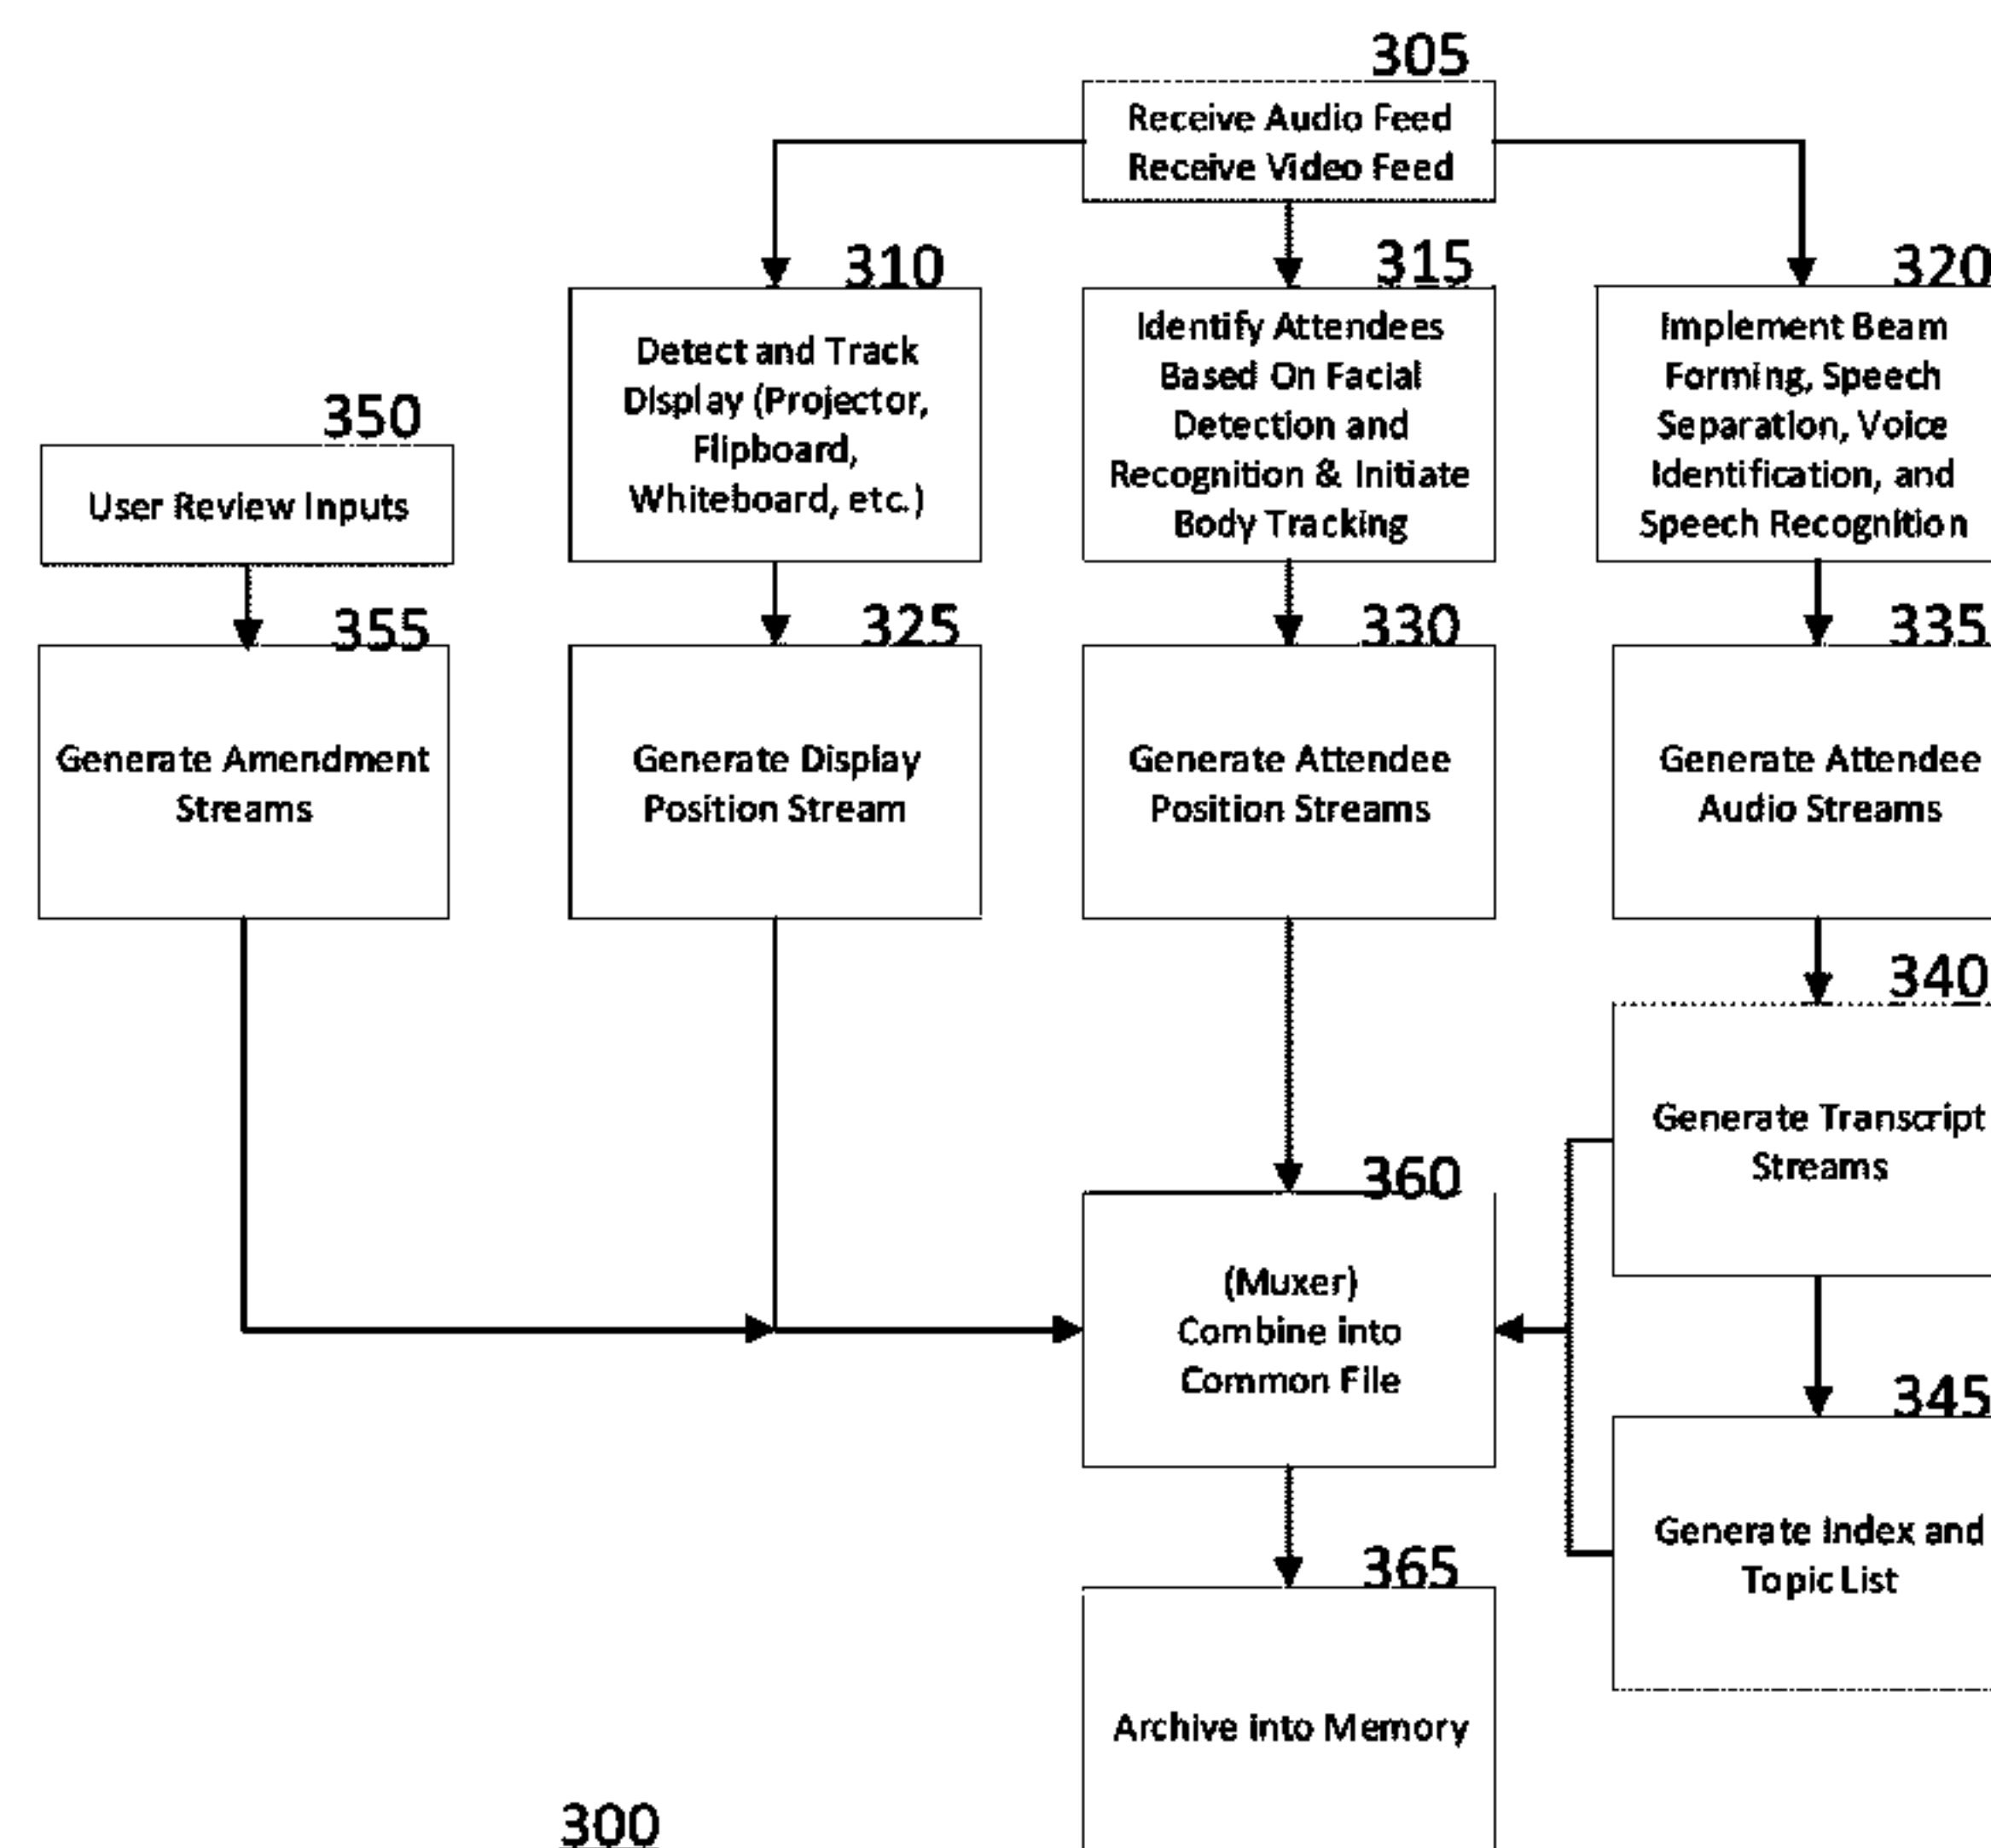 305
Receive Audio Feed
Receive Video Feed
310
Detect and Track
Display (Projector,
Flipboard,
Whiteboard, etc.)
315
Identify Attendees
Based On Facial
Detection and
Recognition & Initiate
Body Tracking
320
Implement Beam
Forming, Speech
Separation, Voice
Identification, and
Speech Recognition
350
User Review Inputs
355
Generate Amendment
Streams
325
Generate Display
Position Stream
330
Generate Attendee
Position Streams
335
Generate Attendee
Audio Streams
340
Generate Transcript
Streams
360
(Muxer)
Combine into
Common File
345
Generate Index and
Topic List
365
Archive into Memory
300